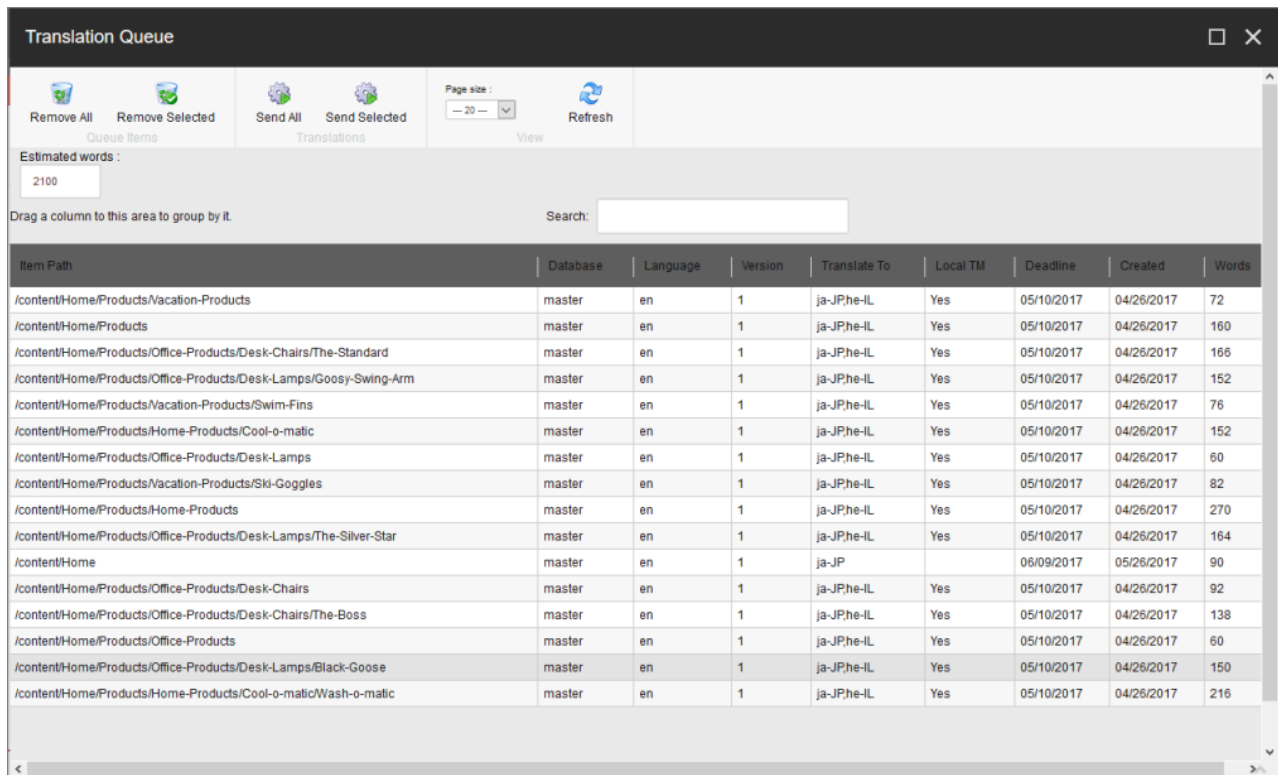 Translation Queue
Page size :
— 20 —
Remove All Remove Selected Send All Send Selected Refresh
Queue Items Translations View
Estimated words :
2100
Drag a column to this area to group by it. Search:
Item Path Database Language Version Translate To Local TM Deadline Created Words
/content/Home/Products/Vacation-Products master en 1 ja-JP,he-IL Yes 05/10/2017 04/26/2017 72
/content/Home/Products master en 1 ja-JP,he-IL Yes 05/10/2017 04/26/2017 160
/content/Home/Products/Office-Products/Desk-Chairs/The-Standard master en 1 ja-JP,he-IL Yes 05/10/2017 04/26/2017 166
/content/Home/Products/Office-Products/Desk-Lamps/Goosy-Swing-Arm master en 1 ja-JP,he-IL Yes 05/10/2017 04/26/2017 152
/content/Home/Products/Vacation-Products/Swim-Fins master en 1 ja-JP,he-IL Yes 05/10/2017 04/26/2017 76
/content/Home/Products/Home-Products/Cool-o-matic master en 1 ja-JP,he-IL Yes 05/10/2017 04/26/2017 152
/content/Home/Products/Office-Products/Desk-Lamps master en 1 ja-JP,he-IL Yes 05/10/2017 04/26/2017 60
/content/Home/Products/Vacation-Products/Ski-Goggles master en 1 ja-JP,he-IL Yes 05/10/2017 04/26/2017 82
/content/Home/Products/Home-Products master en 1 ja-JP,he-IL Yes 05/10/2017 04/26/2017 270
/content/Home/Products/Office-Products/Desk-Lamps/The-Silver-Star master en 1 ja-JP,he-IL Yes 05/10/2017 04/26/2017 164
/content/Home master en 1 ja-JP 06/09/2017 05/26/2017 90
/content/Home/Products/Office-Products/Desk-Chairs master en 1 ja-JP,he-IL Yes 05/10/2017 04/26/2017 92
/content/Home/Products/Office-Products/Desk-Chairs/The-Boss master en 1 ja-JP,he-IL Yes 05/10/2017 04/26/2017 138
/content/Home/Products/Office-Products master en 1 ja-JP,he-IL Yes 05/10/2017 04/26/2017 60
/content/Home/Products/Office-Products/Desk-Lamps/Black-Goose master en 1 ja-JP,he-IL Yes 05/10/2017 04/26/2017 150
/content/Home/Products/Home-Products/Cool-o-matic/Wash-o-matic master en 1 ja-JP,he-IL Yes 05/10/2017 04/26/2017 216